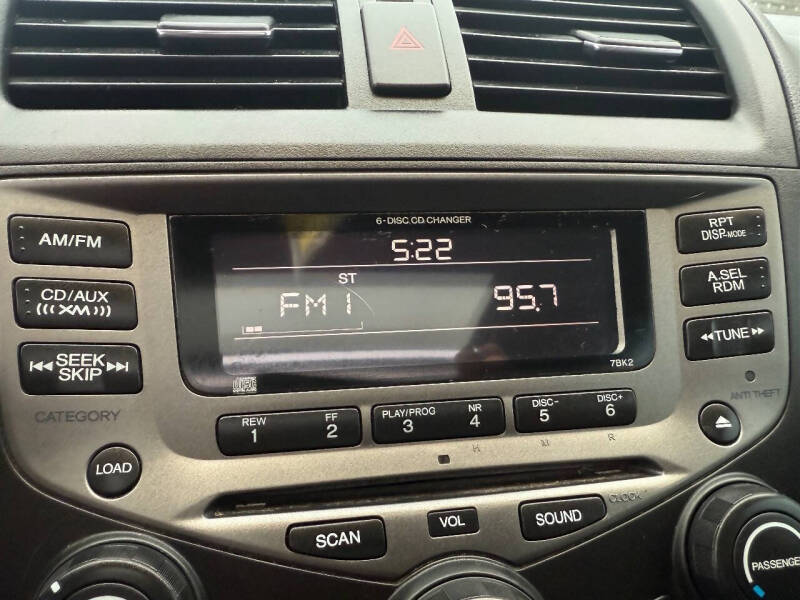 6-DISC CD CHANGER
5:22
ST
FM1 95.7
7BK2
AM/FM
CD/AUX
(((XM)))
SEEK
SKIP
CATEGORY
LOAD
RPT
DISP-MODE
A.SEL
RDM
TUNE
ANTI THEFT
REW
1
FF
2
PLAY/PROG
3
NR
4
DISC-
5
DISC+
6
H
M
R
SCAN
VOL
SOUND
CLOCK
PASSENGE